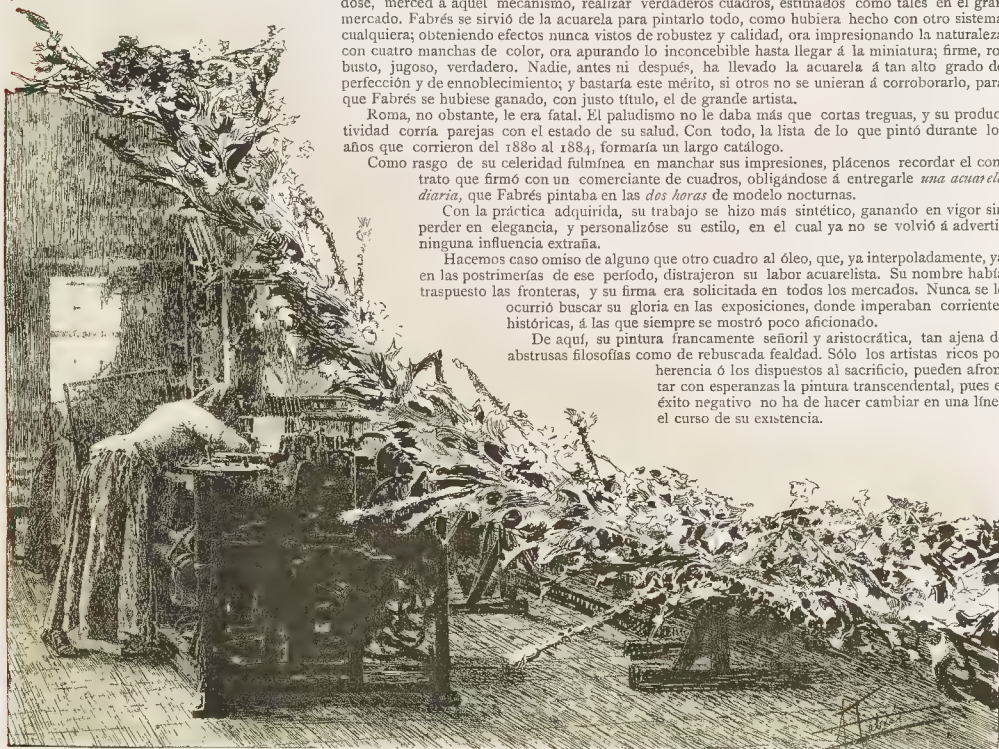 dose, merced a aquel mecanismo, realizar verdaderos cuadros, estimados como tales en el gran
mercado. Fabrés se sirvió de la acuarela para pintarlo todo, como hubiera hecho con otro sistema
cualquiera; obteniendo efectos nunca vistos de robustez y calidad, ora impresionando la naturaleza
con cuatro manchas de color, ora apurando lo inconcebible hasta llegar á la miniatura; firme, ro
busto, jugoso, verdadero. Nadie, antes ni después, ha llevado la acuarela á tan alto grado de
perfección y de ennoblecimiento; y bastaría este mérito, si otros no se unieran á corroborarlo, para
que Fabrés se hubiese ganado, con justo título, el de grande artista.
Roma, no obstante, le era fatal. El paludismo no le daba más que cortas treguas, y su produc
tividad corría parejas con el estado de su salud. Con todo, la lista de lo que pintó durante lo
años que corrieron del 1880 al 1884, formaría un largo catálogo.
Como rasgo de su celeridad fulmínea en manchar sus impresiones, plácenos recordar el con
trato que firmó con un comerciante de cuadros, obligándose á entregarle una acuarela
diaria, que Fabrés pintaba en las dos horas de modelo nocturnas.
Con la práctica adquirida, su trabajo se hizo más sintético, ganando en vigor sin
perder en elegancia, y personalizóse su estilo, en el cual ya no se volvió á adverti
ninguna influencia extraña.
Hacemos caso omiso de alguno que otro cuadro al óleo, que, ya interpoladamente, ya
en las postrimerías de ese período, distrajeron su labor acuarelista. Su nombre habí
traspuesto las fronteras, y su firma era solicitada en todos los mercados. Nunca se l
ocurrió buscar su gloria en las exposiciones, donde imperaban corriente
históricas, á las que siempre se mostró poco aficionado.
De aquí, su pintura francamente señoril y aristocrática, tan ajena d
abstrusas filosofías como de rebuscada fealdad. Sólo los artistas ricos po
herencia ó los dispuestos al sacrificio, pueden afron
tar con esperanzas la pintura transcendental, pues e
éxito negativo no ha de hacer cambiar en una líne
el curso de su existencia.
A. Fabrés